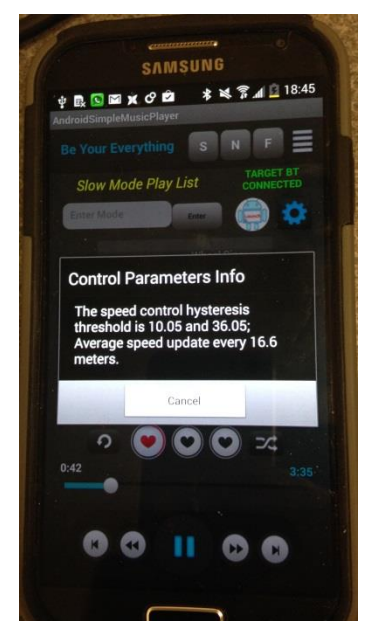 SAMSUNG
18:45
AndroidSimpleMusicPlayer
Be Your Everything
S N F
Slow Mode Play List
TARGET BT
CONNECTED
Enter Mode
Enter
Control Parameters Info
The speed control hysteresis
threshold is 10.05 and 36.05;
Average speed update every 16.6
meters.
Cancel
0:42
3:35